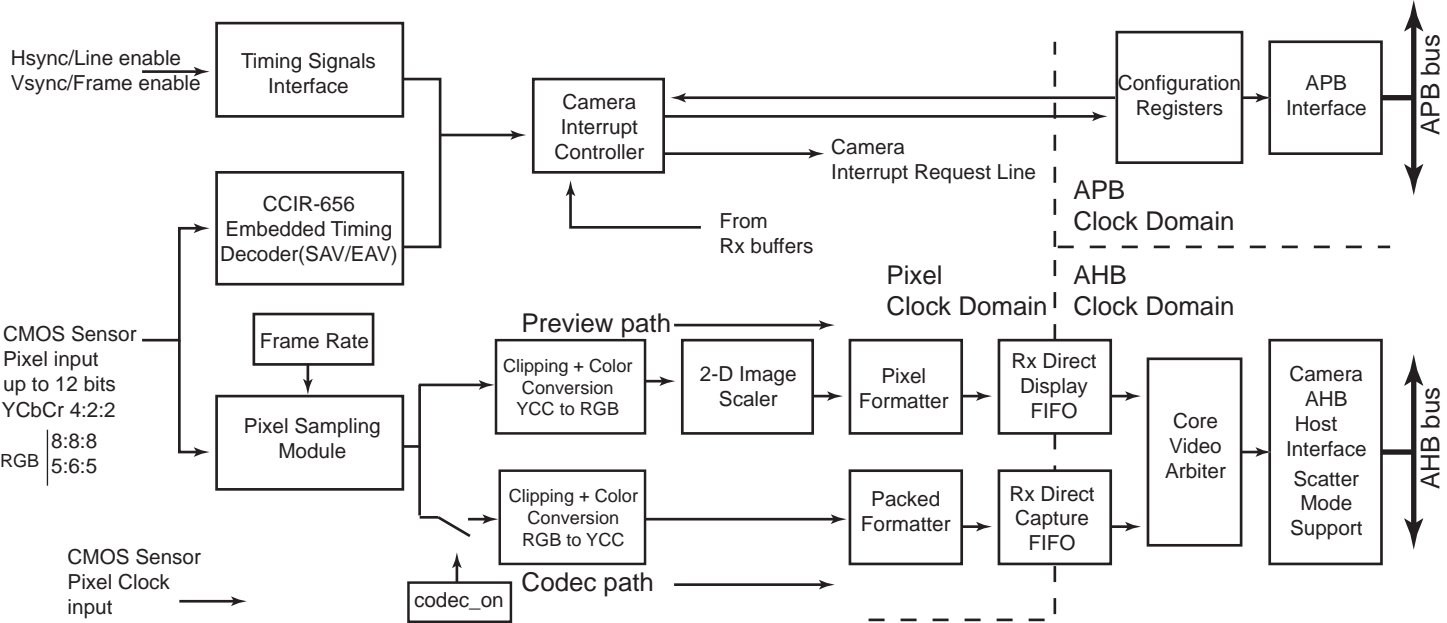 Hsync/Line enable
Vsync/Frame enable
Timing Signals
Interface
Camera
Interrupt
Controller
Configuration
Registers
APB
Interface
APB bus
Camera
Interrupt Request Line
CCIR-656
Embedded Timing
Decoder(SAV/EAV)
From
Rx buffers
APB
Clock Domain
Pixel
Clock Domain
AHB
Clock Domain
CMOS Sensor
Pixel input
up to 12 bits
YCbCr 4:2:2
RGB
8:8:8
5:6:5
Frame Rate
Pixel Sampling
Module
Preview path
Clipping + Color
Conversion
YCC to RGB
2-D Image
Scaler
Pixel
Formatter
Rx Direct
Display
FIFO
Core
Video
Arbiter
Camera
AHB
Host
Interface
Scatter
Mode
Support
AHB bus
Clipping + Color
Conversion
RGB to YCC
Packed
Formatter
Rx Direct
Capture
FIFO
Codec path
codec_on
CMOS Sensor
Pixel Clock
input